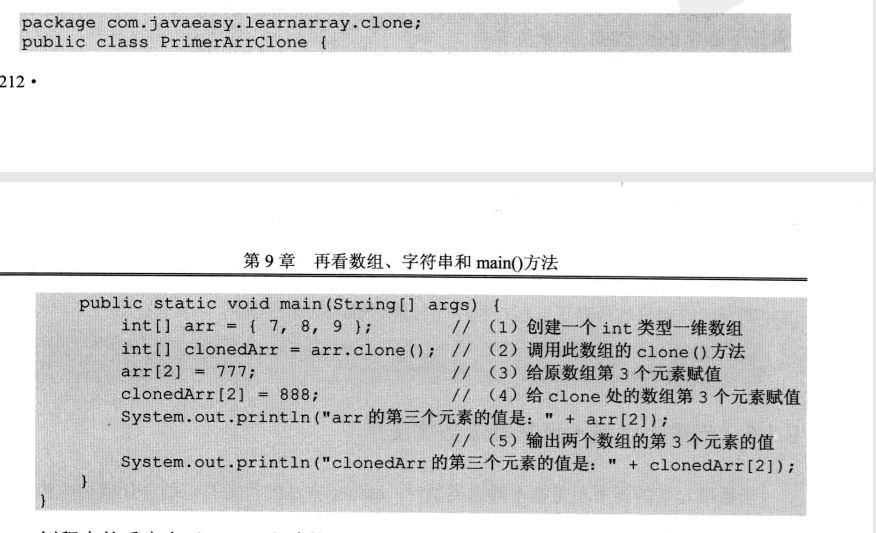 package com.javaeasy.learnarray.clone;
public class PrimerArrClone {
212 •
第 9 章 再看数组、字符串和 main()方法
public static void main(String[] args) {
int[] arr = { 7, 8, 9 }; // （1）创建一个 int 类型一维数组
int[] clonedArr = arr.clone(); // （2）调用此数组的 clone()方法
arr[2] = 777; // （3）给原数组第 3 个元素赋值
clonedArr[2] = 888; // （4）给 clone 处的数组第 3 个元素赋值
System.out.println("arr 的第三个元素的值是：" + arr[2]);
// （5）输出两个数组的第 3 个元素的值
System.out.println("clonedArr 的第三个元素的值是：" + clonedArr[2]);
}
}